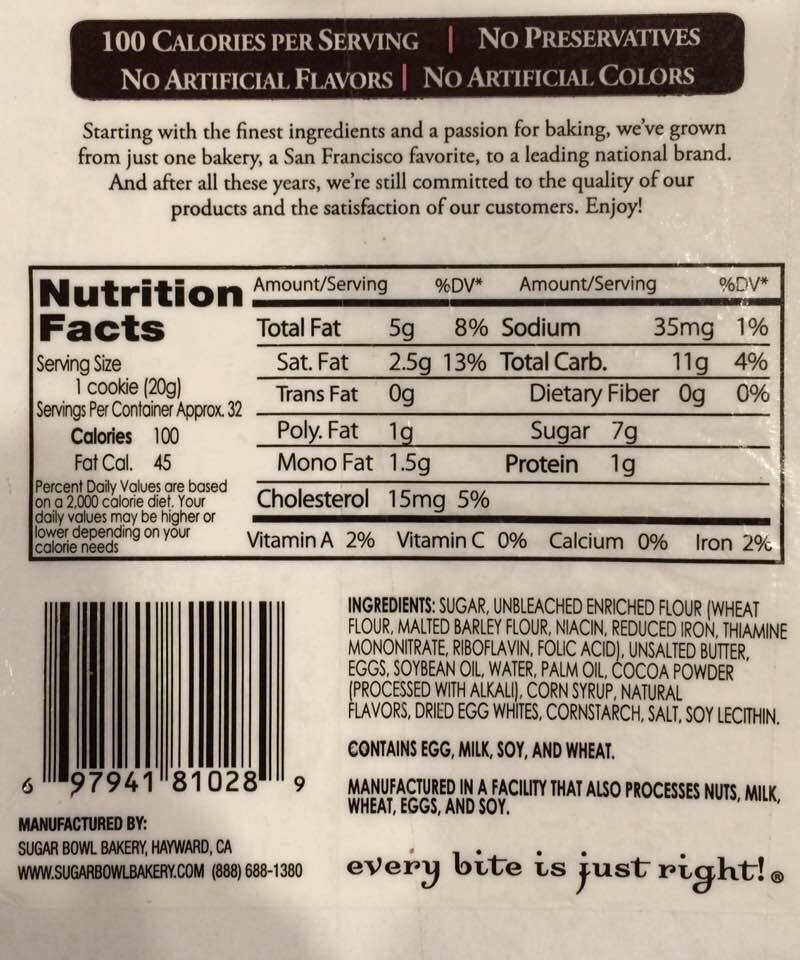 100 CALORIES PER SERVING | NO PRESERVATIVES
NO ARTIFICIAL FLAVORS | NO ARTIFICIAL COLORS
Starting with the finest ingredients and a passion for baking, we've grown
from just one bakery, a San Francisco favorite, to a leading national brand.
And after all these years, we're still committed to the quality of our
products and the satisfaction of our customers. Enjoy!
Nutrition
Facts
Serving Size
1 cookie (20g)
Servings Per Container Approx. 32
Calories 100
Fat Cal. 45
Percent Daily Values are based
on a 2,000 calorie diet. Your
daily values may be higher or
lower depending on your
calorie needs
Amount/Serving %DV* Amount/Serving %DV*
Total Fat 5g 8% Sodium 35mg 1%
Sat. Fat 2.5g 13% Total Carb. 11g 4%
Trans Fat 0g Dietary Fiber 0g 0%
Poly. Fat 1g Sugar 7g
Mono Fat 1.5g Protein 1g
Cholesterol 15mg 5%
Vitamin A 2% Vitamin C 0% Calcium 0% Iron 2%
6 97941 81028 9
MANUFACTURED BY:
SUGAR BOWL BAKERY, HAYWARD, CA
WWW.SUGARBOWLBAKERY.COM (888) 688-1380
INGREDIENTS: SUGAR, UNBLEACHED ENRICHED FLOUR (WHEAT
FLOUR, MALTED BARLEY FLOUR, NIACIN, REDUCED IRON, THIAMINE
MONONITRATE, RIBOFLAVIN, FOLIC ACID), UNSALTED BUTTER,
EGGS, SOYBEAN OIL, WATER, PALM OIL, COCOA POWDER
(PROCESSED WITH ALKALI), CORN SYRUP, NATURAL
FLAVORS, DRIED EGG WHITES, CORNSTARCH, SALT, SOY LECITHIN.
CONTAINS EGG, MILK, SOY, AND WHEAT.
MANUFACTURED IN A FACILITY THAT ALSO PROCESSES NUTS, MILK,
WHEAT, EGGS, AND SOY.
every bite is just right!®